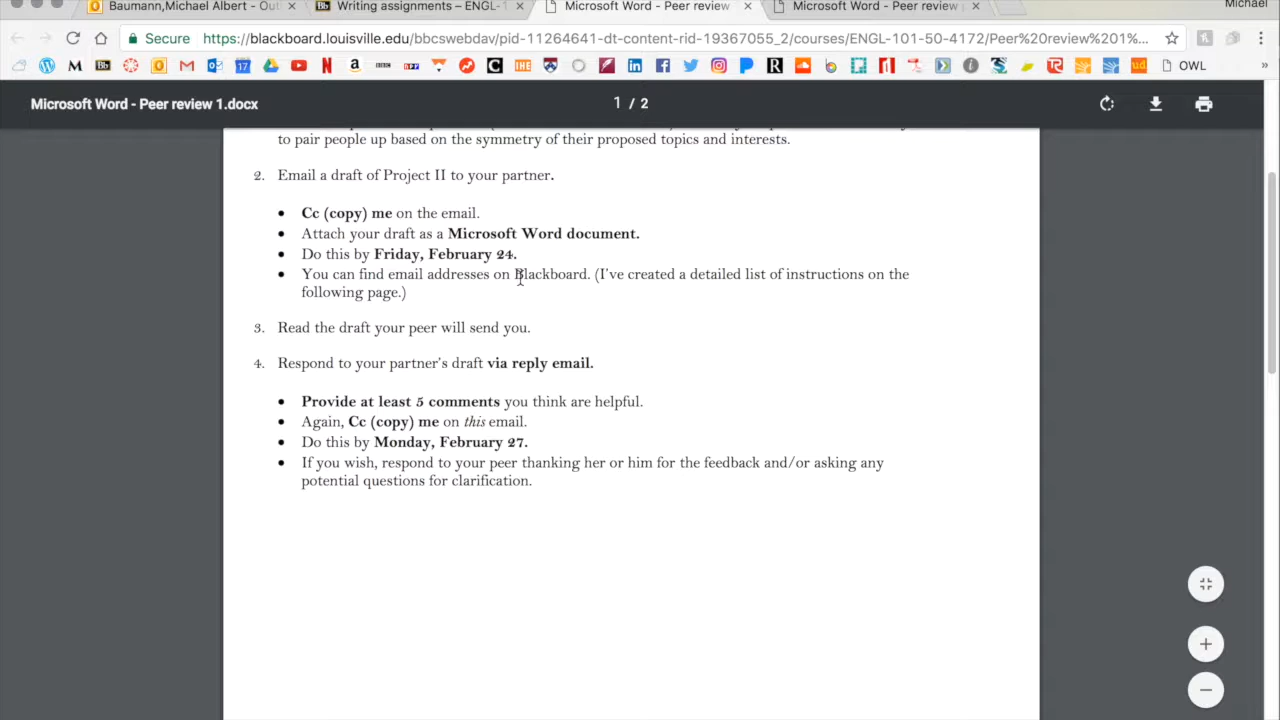 Baumann,Michael Albert - Out
Writing assignments – ENGL-1
Microsoft Word - Peer review
Microsoft Word - Peer review
Michael
Secure
https://blackboard.louisville.edu/bbcswebdav/pid-11264641-dt-content-rid-19367055_2/courses/ENGL-101-50-4172/Peer%20review%201%...
OWL
Microsoft Word - Peer review 1.docx
1 / 2
to pair people up based on the symmetry of their proposed topics and interests.
2. Email a draft of Project II to your partner.
• Cc (copy) me on the email.
• Attach your draft as a Microsoft Word document.
• Do this by Friday, February 24.
• You can find email addresses on Blackboard. (I've created a detailed list of instructions on the
following page.)
3. Read the draft your peer will send you.
4. Respond to your partner's draft via reply email.
• Provide at least 5 comments you think are helpful.
• Again, Cc (copy) me on this email.
• Do this by Monday, February 27.
• If you wish, respond to your peer thanking her or him for the feedback and/or asking any
potential questions for clarification.